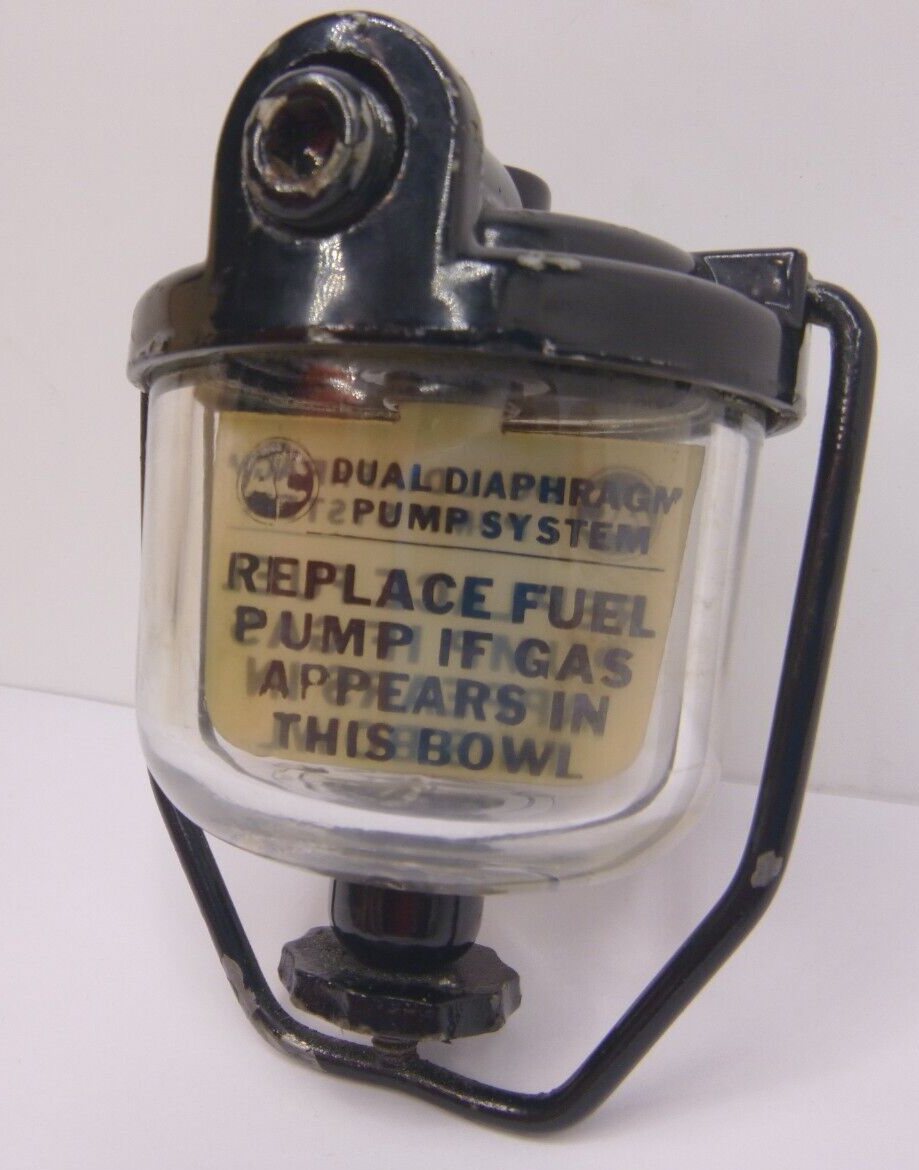 DUAL DIAPHRAGM
PUMP SYSTEM
REPLACE FUEL
PUMP IF GAS
APPEARS IN
THIS BOWL